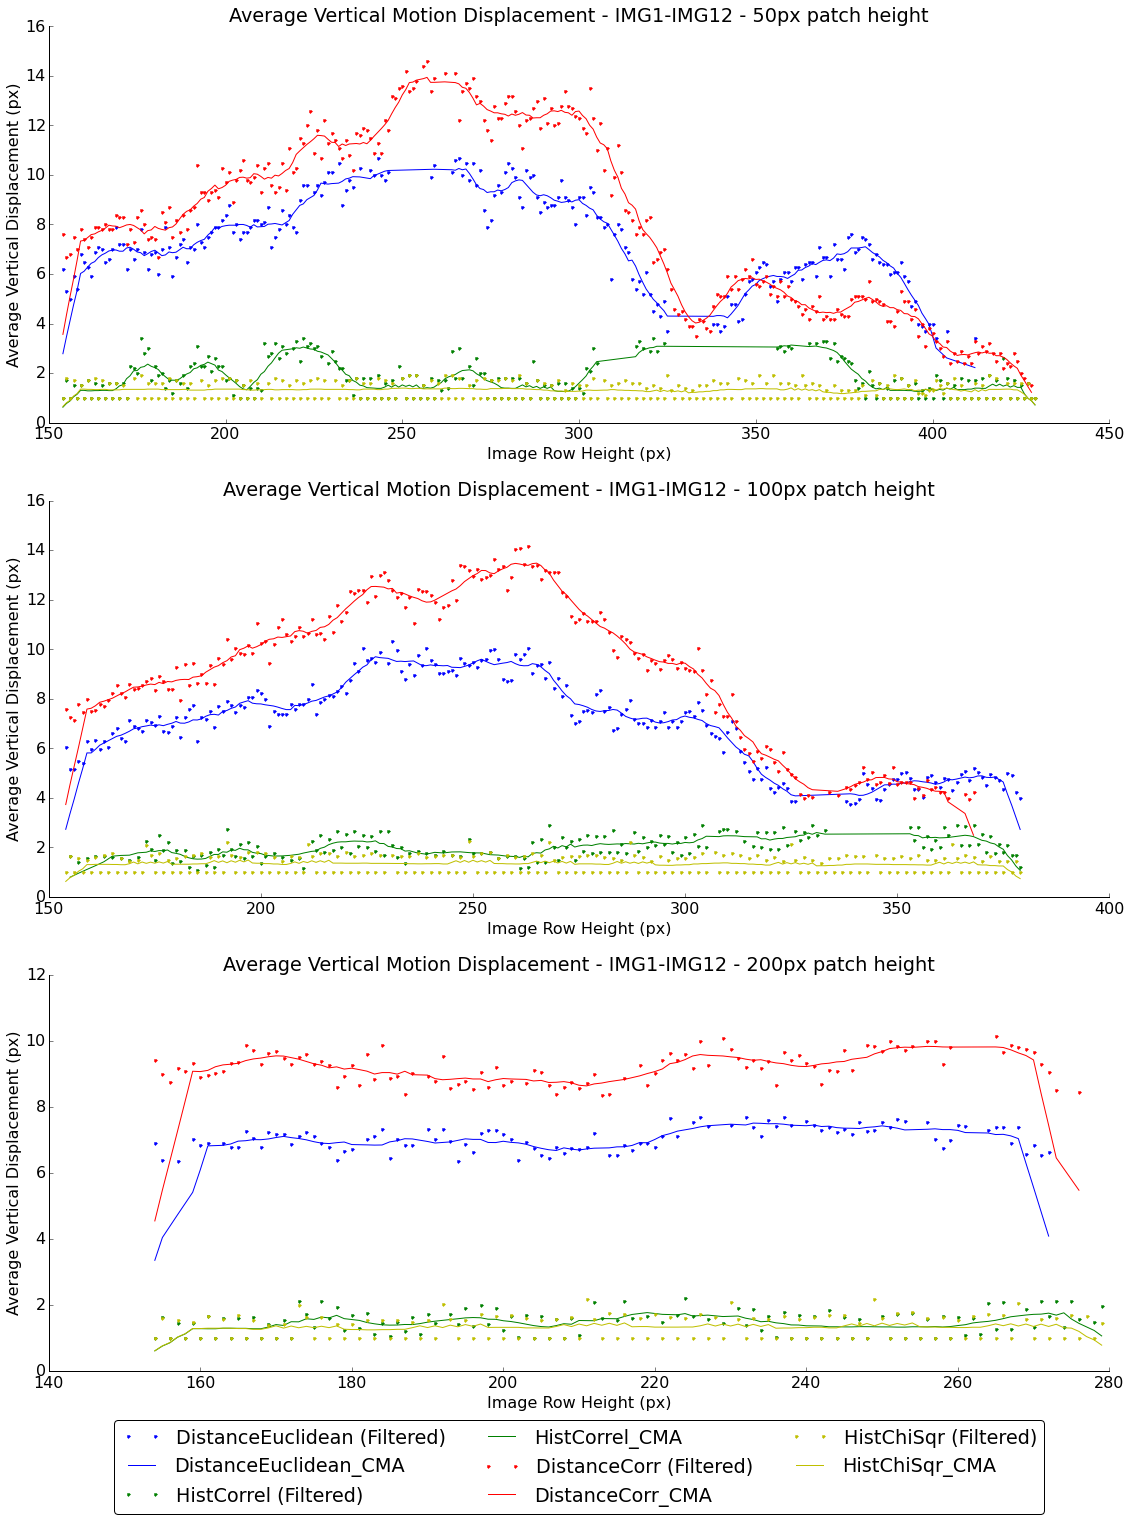 Average Vertical Motion Displacement - IMG1-IMG12 - 50px patch height
16
14
12
10
8
6
4
2
0
Average Vertical Displacement (px)
150 200 250 300 350 400 450
Image Row Height (px)
Average Vertical Motion Displacement - IMG1-IMG12 - 100px patch height
16
14
12
10
8
6
4
2
0
Average Vertical Displacement (px)
150 200 250 300 350 400
Image Row Height (px)
Average Vertical Motion Displacement - IMG1-IMG12 - 200px patch height
12
10
8
6
4
2
0
Average Vertical Displacement (px)
140 160 180 200 220 240 260 280
Image Row Height (px)
DistanceEuclidean (Filtered) HistCorrel_CMA HistChiSqr (Filtered)
DistanceEuclidean_CMA DistanceCorr (Filtered) HistChiSqr_CMA
HistCorrel (Filtered) DistanceCorr_CMA